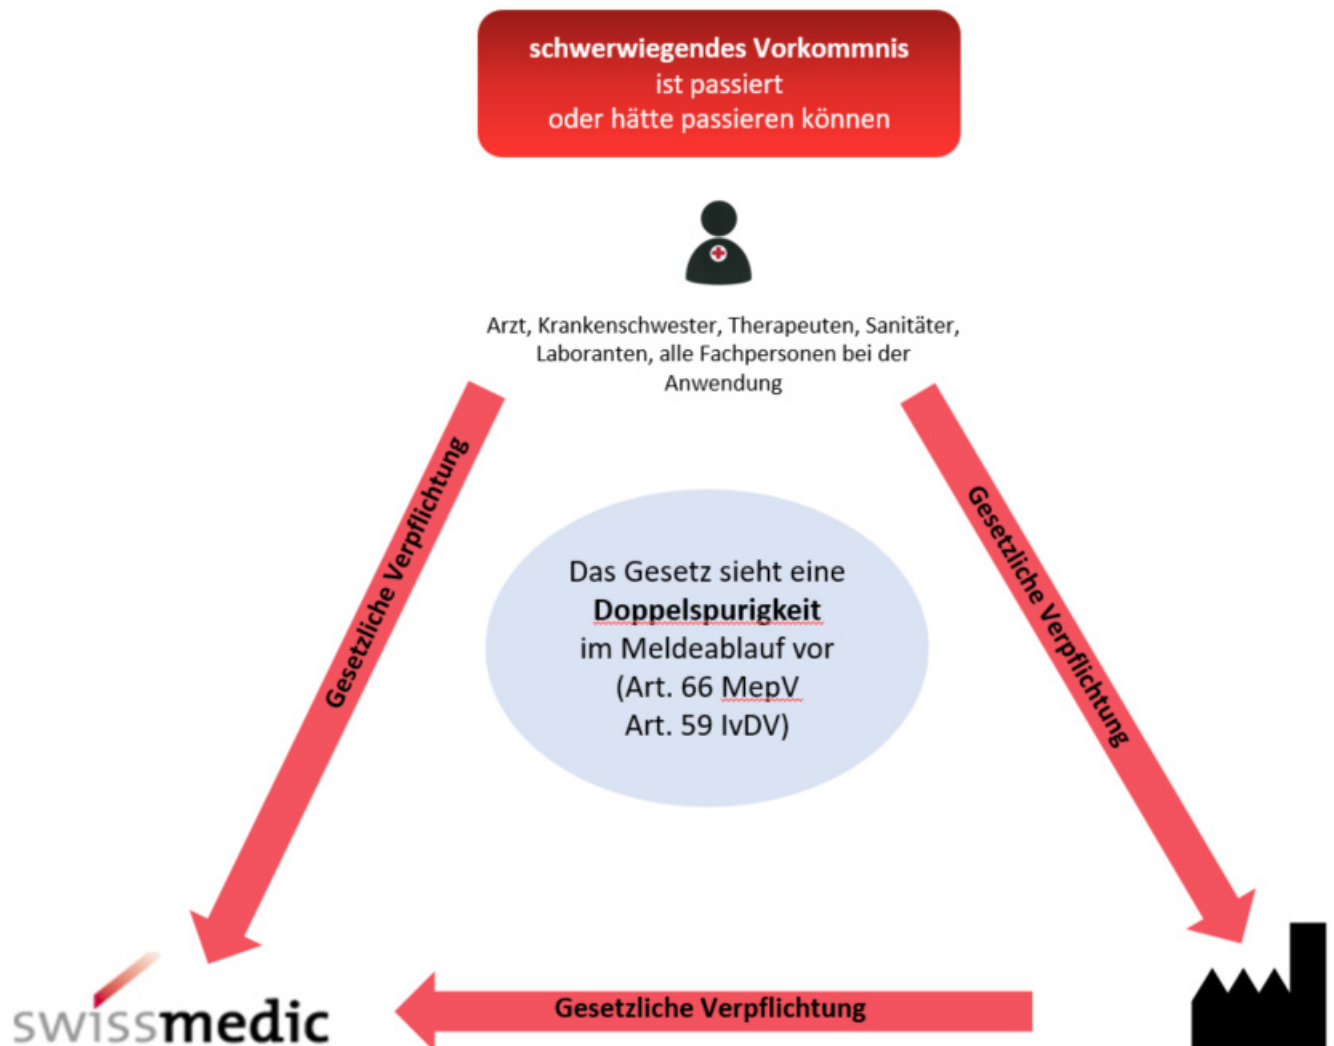 schwerwiegendes Vorkommnis
ist passiert
oder hätte passieren können
Arzt, Krankenschwester, Therapeuten, Sanitäter,
Laboranten, alle Fachpersonen bei der
Anwendung
Gesetzliche Verpflichtung
Gesetzliche Verpflichtung
Das Gesetz sieht eine
Doppelspurigkeit
im Meldeablauf vor
(Art. 66 MepV
Art. 59 IvDV)
swissmedic
Gesetzliche Verpflichtung